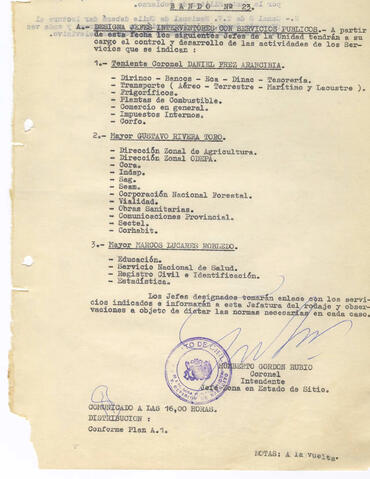 B A N D O Nº 23.
A.- DESIGNA JEFES INTERVENTORES CON SERVICIOS PUBLICOS.- A partir
de esta fecha los siguientes Jefes de la Unidad tendrán a su
cargo el control y desarrollo de las actividades de los Ser-
vicios que se indican :
1.- Teniente Coronel DANIEL FREZ ARANCIBIA
- Dirinco - Bancos - Eca - Dinac - Tesorería.
- Transporte ( Aéreo - Terrestre - Marítimo y Lacustre ).
- Frigoríficos.
- Plantas de Combustible.
- Comercio en general.
- Impuestos Internos.
- Corfo.
2.- Mayor GUSTAVO RIVERA TORO.
- Dirección Zonal de Agricultura.
- Dirección Zonal ODEPA.
- Cora.
- Indap.
- Sag.
- Seam.
- Corporación Nacional Forestal.
- Vialidad.
- Obras Sanitarias.
- Comunicaciones Provincial.
- Sectel.
- Corhabit.
3.- Mayor MARCOS LUCARES ROBLEDO.
- Educación.
- Servicio Nacional de Salud.
- Registro Civil e Identificación.
- Estadística.
Los Jefes designados tomarán enlace con los servi-
cios indicados e informarán a esta Jefatura del rodaje y obser-
vaciones a objeto de dictar las normas necesarias en cada caso.
HUMBERTO GORDON RUBIO
Coronel
Intendente
Jefe Zona en Estado de Sitio.
COMUNICADO A LAS 16,00 HORAS.
DISTRIBUCION :
Conforme Plan A.1.
NOTAS: A la vuelta.